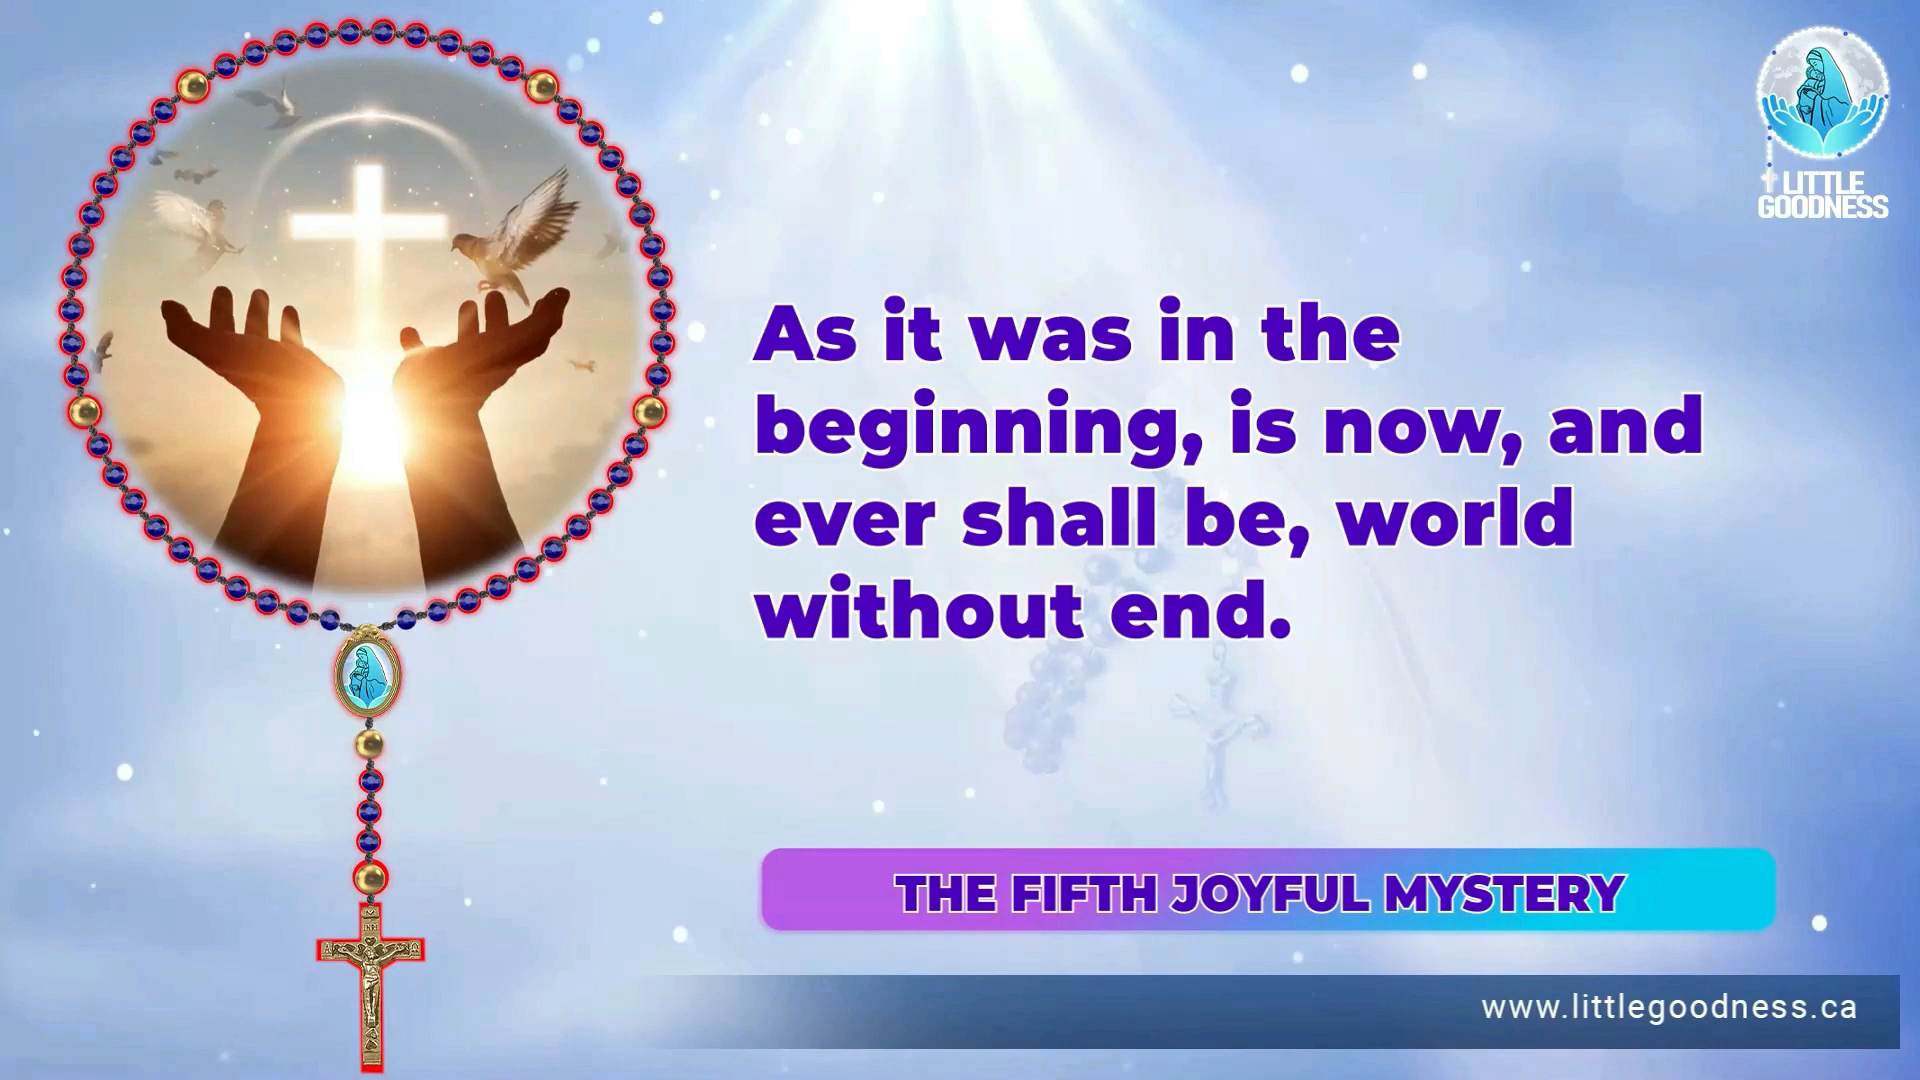 LITTLE
GOODNESS
As it was in the
beginning, is now, and
ever shall be, world
without end.
THE FIFTH JOYFUL MYSTERY
INRI
www.littlegoodness.ca